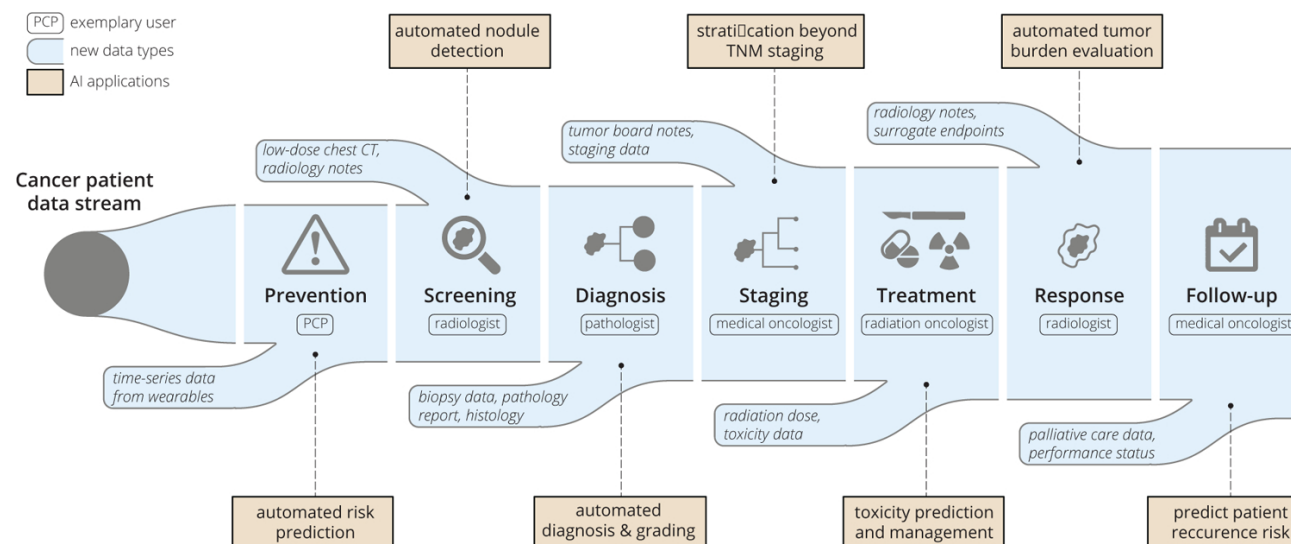 PCP exemplary user
new data types
AI applications
automated nodule
detection
strati▯cation beyond
TNM staging
automated tumor
burden evaluation
low-dose chest CT,
radiology notes
tumor board notes,
staging data
radiology notes,
surrogate endpoints
Cancer patient
data stream
Prevention
PCP
Screening
radiologist
Diagnosis
pathologist
Staging
medical oncologist
Treatment
radiation oncologist
Response
radiologist
Follow-up
medical oncologist
time-series data
from wearables
biopsy data, pathology
report, histology
radiation dose,
toxicity data
palliative care data,
performance status
automated risk
prediction
automated
diagnosis & grading
toxicity prediction
and management
predict patient
reccurence risk